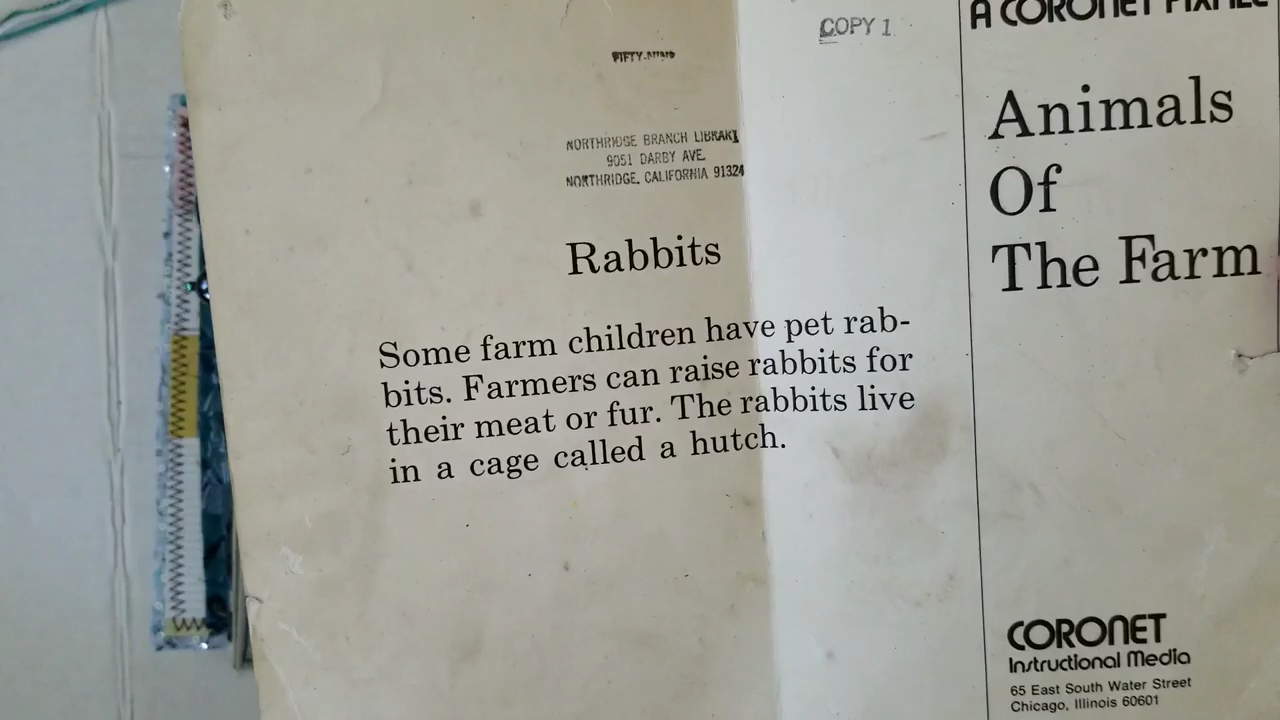 COPY 1
NORTHRIDGE BRANCH LIBRARY
9051 DARBY AVE.
NORTHRIDGE, CALIFORNIA 91324
Rabbits
Some farm children have pet rab-
bits. Farmers can raise rabbits for
their meat or fur. The rabbits live
in a cage called a hutch.
A CORONET
Animals
Of
The Farm
CORONET
Instructional Media
65 East South Water Street
Chicago, Illinois 60601